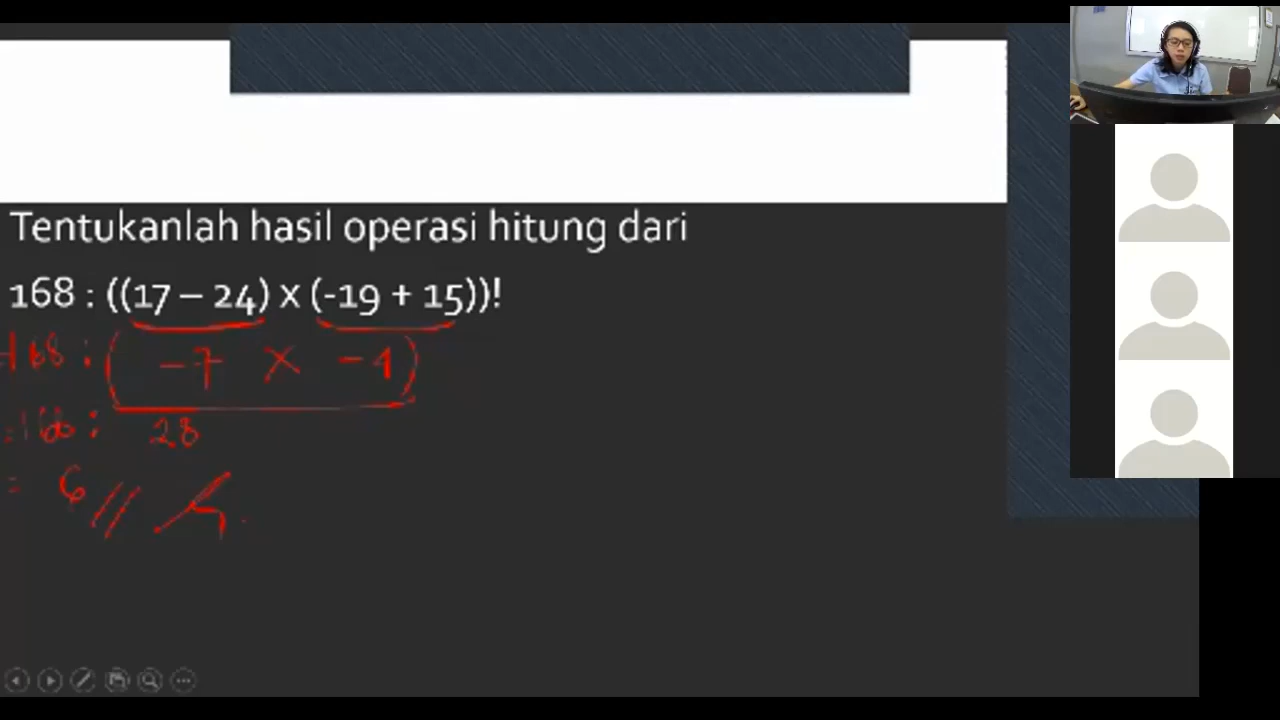 Tentukanlah hasil operasi hitung dari
168 : ((17 – 24) x (-19 + 15))!
168 : ( -7 × -4 )
=168 : 28
= 6 //